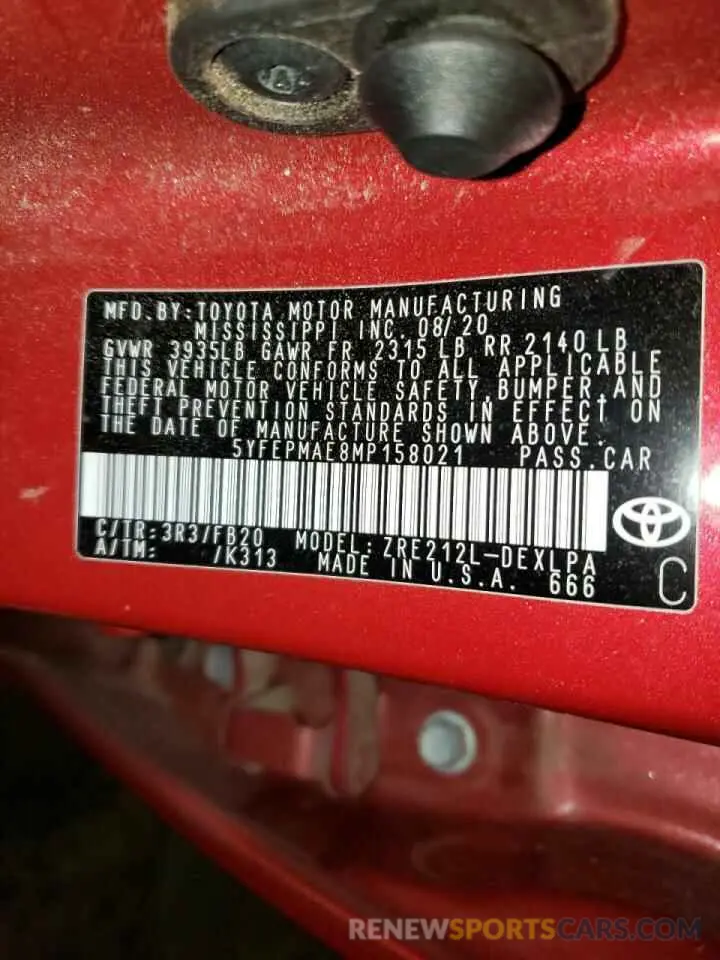 MFD.BY:TOYOTA MOTOR MANUFACTURING
MISSISSIPPI INC. 08/20
GVWR 3935LB GAWR FR 2315 LB RR 2140 LB
THIS VEHICLE CONFORMS TO ALL APPLICABLE
FEDERAL MOTOR VEHICLE SAFETY,BUMPER,AND
THEFT PREVENTION STANDARDS IN EFFECT ON
THE DATE OF MANUFACTURE SHOWN ABOVE.
5YFEPMAE8MP158021 PASS.CAR
C/TR:3R3/FB20 MODEL:ZRE212L-DEXLPA
A/TM: /K313 MADE IN U.S.A. 666
C
RENEWSPORTSCARS.COM